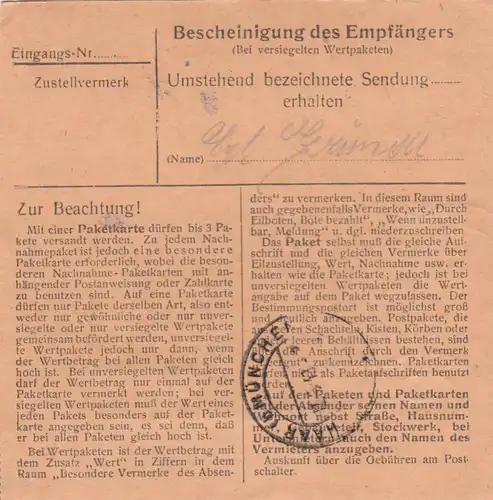 Bescheinigung des Empfängers
(Bei versiegelten Wertpaketen)
Eingangs-Nr.
Zustellvermerk
Umstehend bezeichnete Sendung
erhalten
(Name)
Zur Beachtung!
Mit einer Paketkarte dürfen bis 3 Pa-
kete versandt werden. Zu jedem Nach-
nahmepaket ist jedoch eine besondere
Paketkarte erforderlich, wobei die beson-
deren Nachnahme-Paketkarten mit an-
hängender Postanweisung oder Zahlkarte
zu benutzen sind. Auf eine Paketkarte
dürfen nur Pakete derselben Art, also ent-
weder nur gewöhnliche oder nur unver-
siegelte oder nur versiegelte Wertpakete
gemeinsam befördert werden, unversiegel-
te Wertpakete jedoch nur dann, wenn
der Wertbetrag bei allen Paketen gleich
hoch ist. Bei unversiegelten Wertpaketen
darf der Wertbetrag nur einmal auf der
Paketkarte vermerkt werden; bei ver-
siegelten Wertpaketen muß der Wert eines
jeden Pakets besonders auf der Paket-
karte angegeben sein, es sei denn, daß
er bei allen Paketen gleich hoch ist.
Bei Wertpaketen ist der Wertbetrag mit
dem Zusatz „Wert" in Ziffern in dem
Raum „Besondere Vermerke des Absen-
ders" zu vermerken. In diesem Raum sind
auch gegebenenfalls Vermerke, wie „Durch
Eilboten, Bote bezahlt", „Wenn unzustell-
bar, Meldung" u. dgl. niederzuschreiben
Das Paket selbst muß die gleiche Auf-
schrift und die gleichen Vermerke über
Eilzustellung, Wert, Nachnahme usw. er-
halten wie die Paketkarte; jedoch ist bei
unversiegelten Wertpaketen die Wert-
angabe auf dem Paket wegzulassen. Der
Bestimmungspostort ist möglichst groß
und
Postpakete, die
aus
Schachteln, Kisten, Körben oder
leeren Behältnissen bestehen, sind
Anschrift durch den Vermerk
zu kennzeichnen. Paketkarten
als Paketaufschriften benutzt
werden
den Paketen und Paketkarten
Absender seinen Namen und
nebst Straße, Hausnum-
mer, Stockwerk, bei
auch den Namen des
Vermieters anzugeben.
Auskunft über die Gebühren am Post-
schalter.
HAAR (MÜNCHEN)